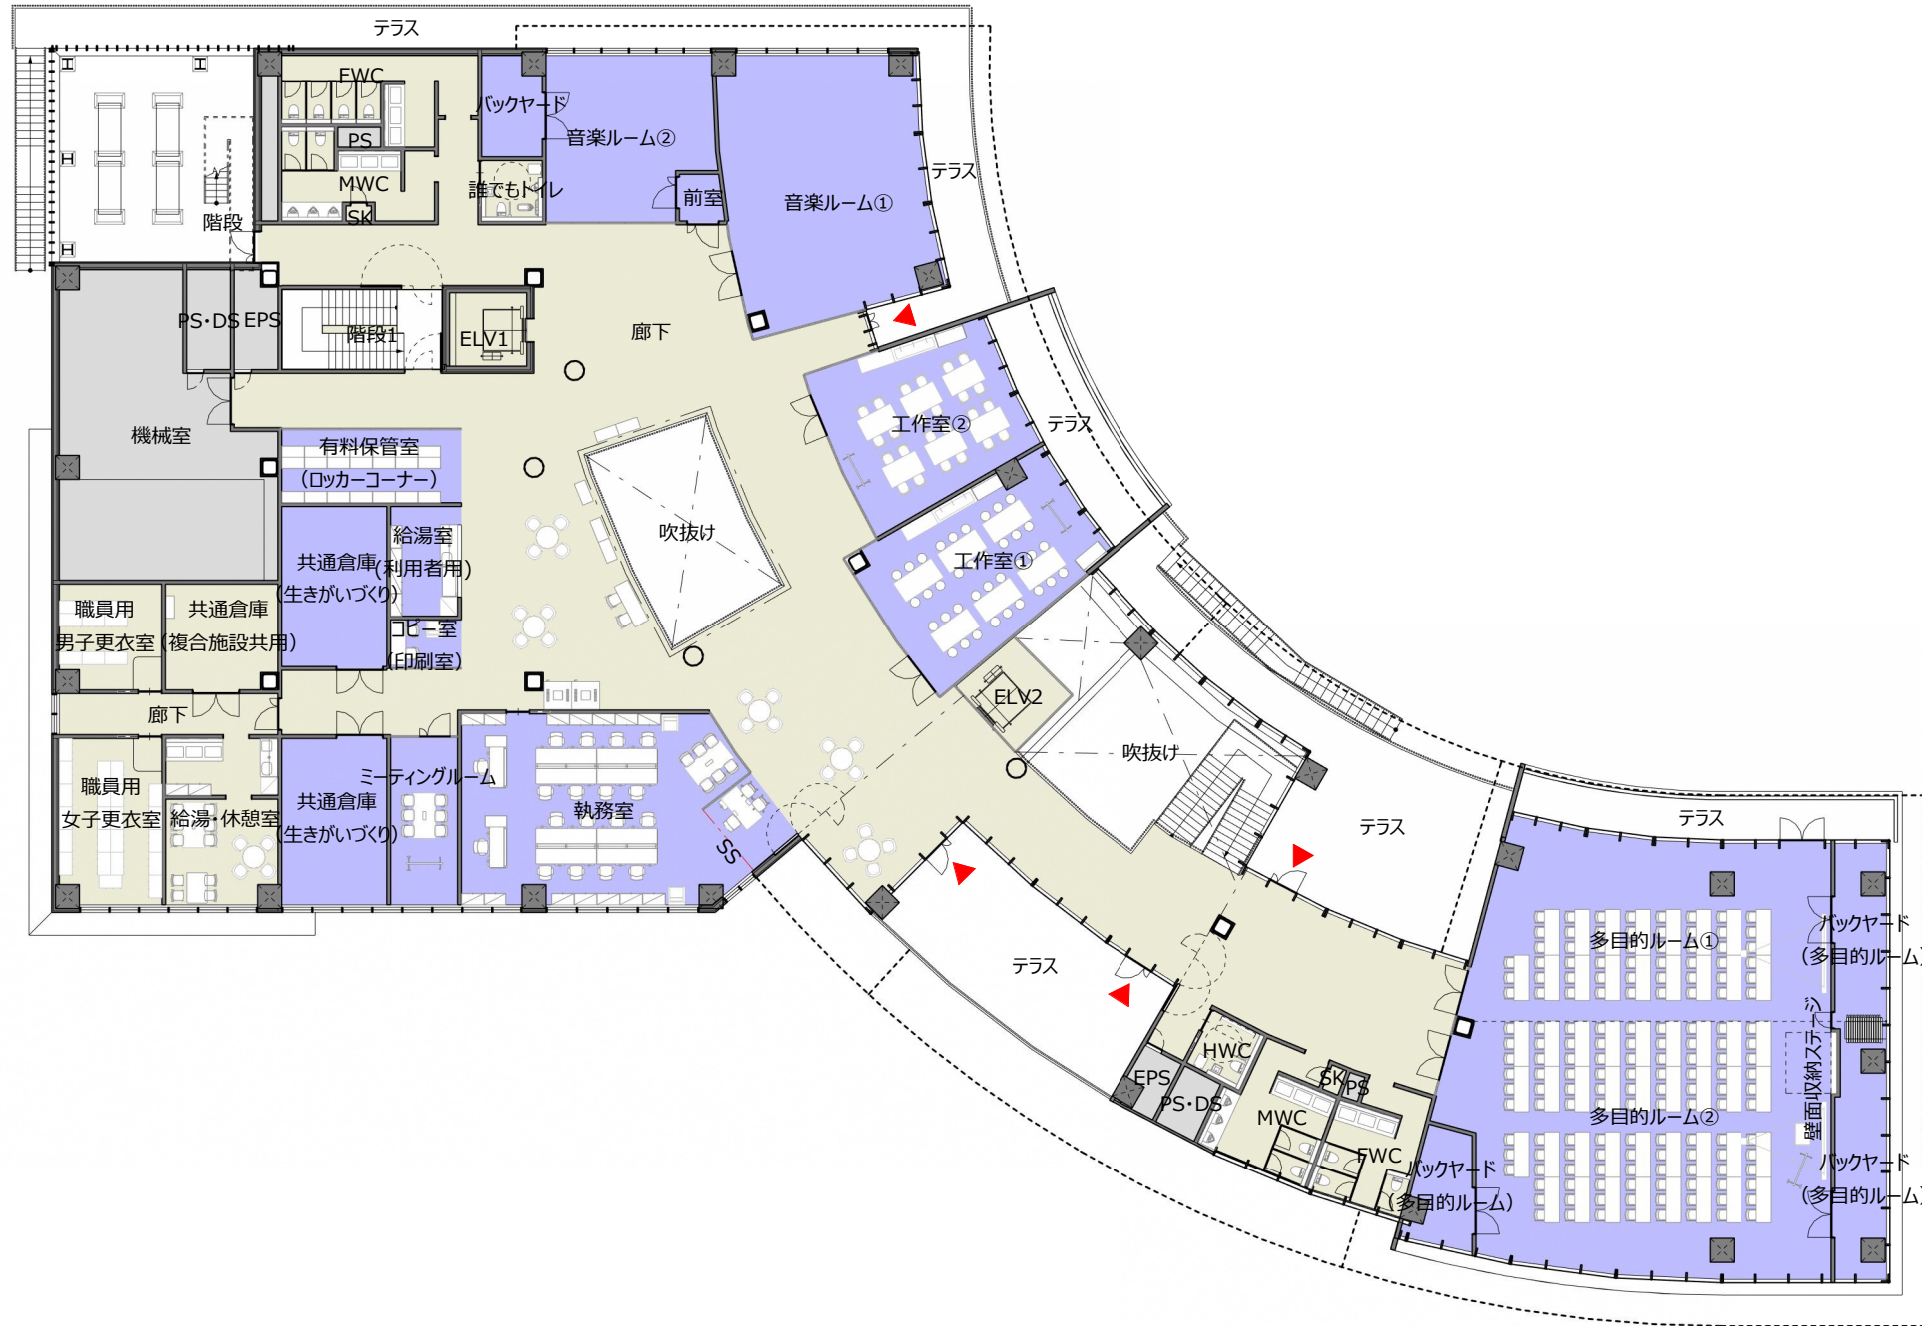 テラス
FWC
バックヤード
音楽ルーム②
PS
MWC
誰でもトイレ
前室
音楽ルーム①
テラス
SK
階段
PS・DS
EPS
階段1
ELV1
廊下
機械室
有料保管室
(ロッカーコーナー)
工作室②
テラス
吹抜け
給湯室
(利用者用)
共通倉庫
(生きがいづくり)
工作室①
職員用
男子更衣室
共通倉庫
(複合施設共用)
ピー室
(印刷室)
廊下
ELV2
吹抜け
職員用
女子更衣室
給湯・休憩室
共通倉庫
(生きがいづくり)
ミーティングルーム
執務室
SS
テラス
テラス
テラス
多目的ルーム①
バックヤード
(多目的ルーム)
HWC
EPS
PS・DS
SK
PS
MWC
FWC
壁面収納ステージ
多目的ルーム②
バックヤード
(多目的ルーム)
バックヤード
(多目的ルーム)